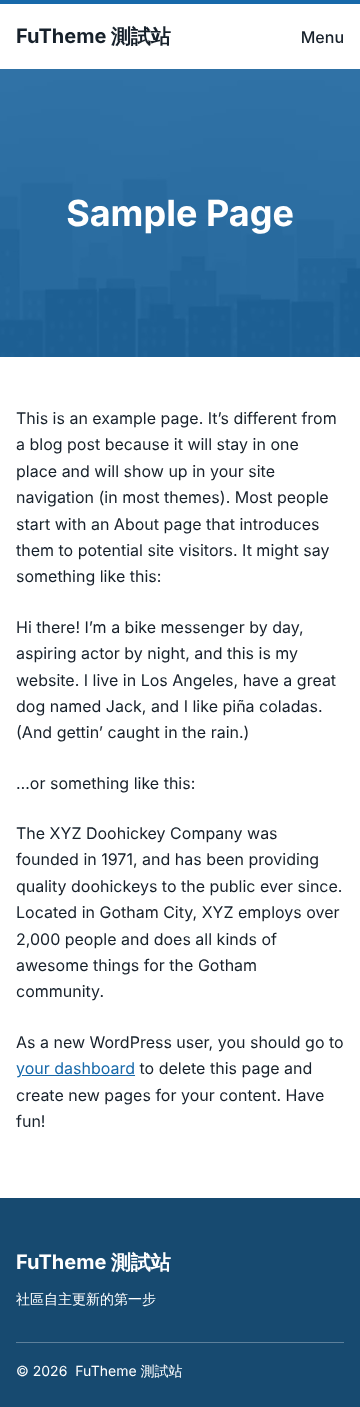 FuTheme 測試站
Menu
Sample Page
This is an example page. It’s different from
a blog post because it will stay in one
place and will show up in your site
navigation (in most themes). Most people
start with an About page that introduces
them to potential site visitors. It might say
something like this:
Hi there! I’m a bike messenger by day,
aspiring actor by night, and this is my
website. I live in Los Angeles, have a great
dog named Jack, and I like piña coladas.
(And gettin’ caught in the rain.)
…or something like this:
The XYZ Doohickey Company was
founded in 1971, and has been providing
quality doohickeys to the public ever since.
Located in Gotham City, XYZ employs over
2,000 people and does all kinds of
awesome things for the Gotham
community.
As a new WordPress user, you should go to
your dashboard to delete this page and
create new pages for your content. Have
fun!
FuTheme 測試站
社區自主更新的第一步
© 2026 FuTheme 測試站